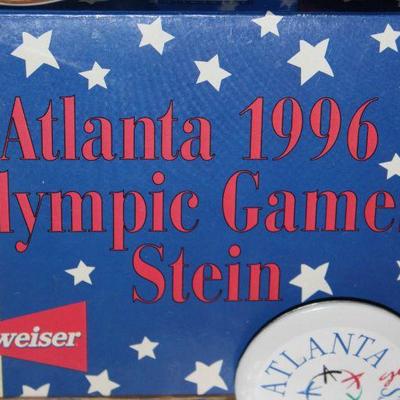 Atlanta 1996
lympic Game
Stein
weiser
ATLANTA